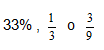 33% , 1/3 o 3/9